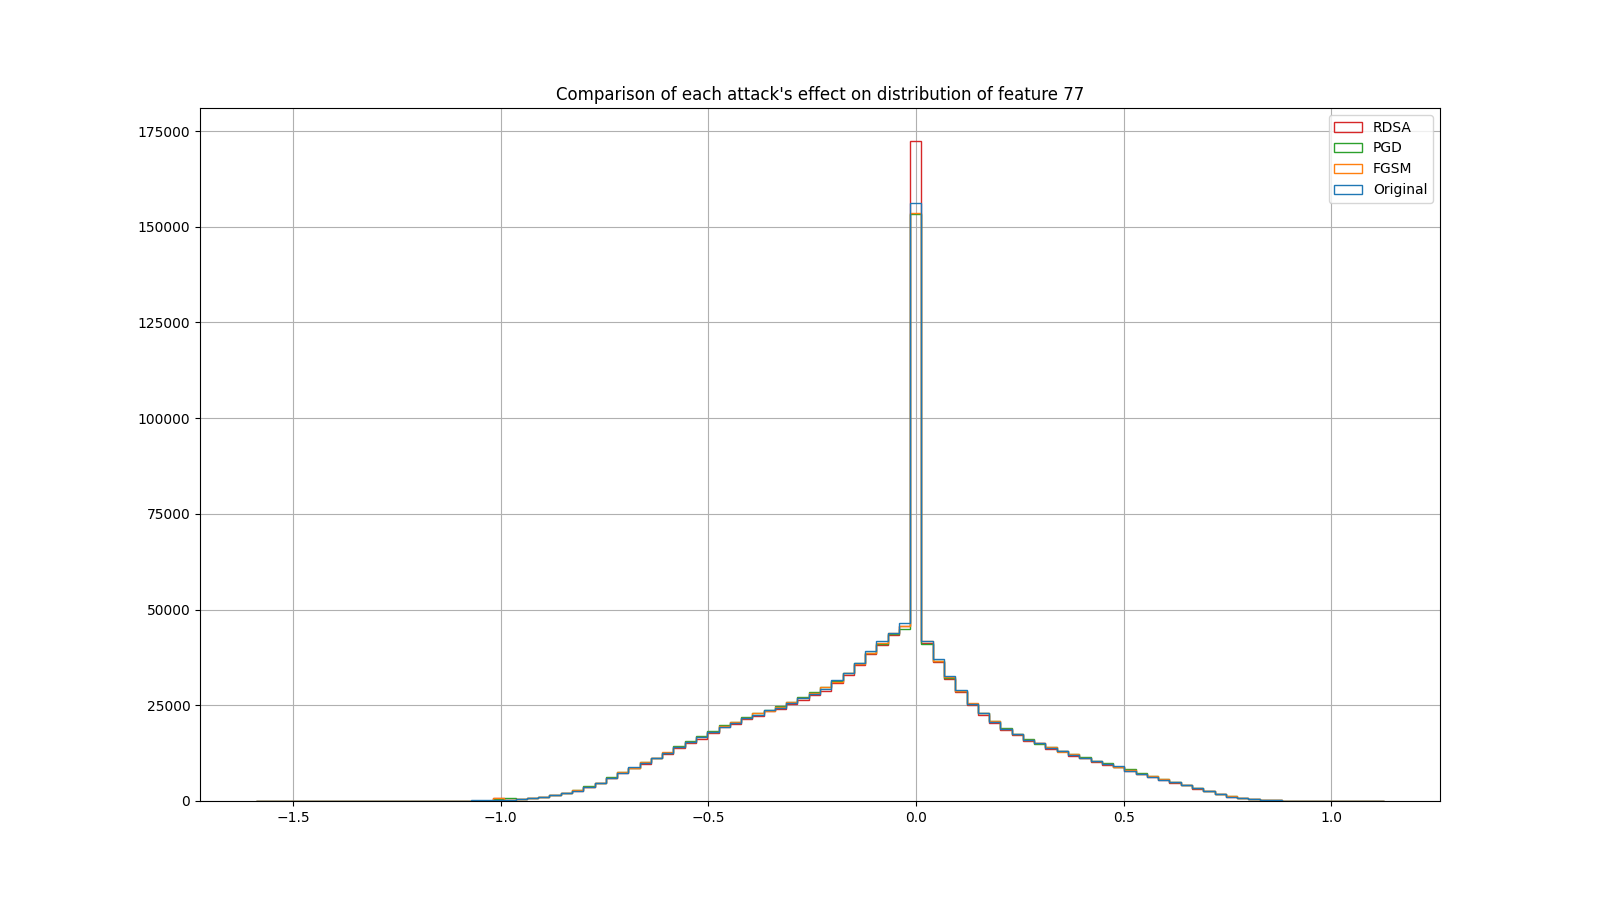 Comparison of each attack's effect on distribution of feature 77
175000
150000
125000
100000
75000
50000
25000
0
−1.5
−1.0
−0.5
0.0
0.5
1.0
RDSA
PGD
FGSM
Original